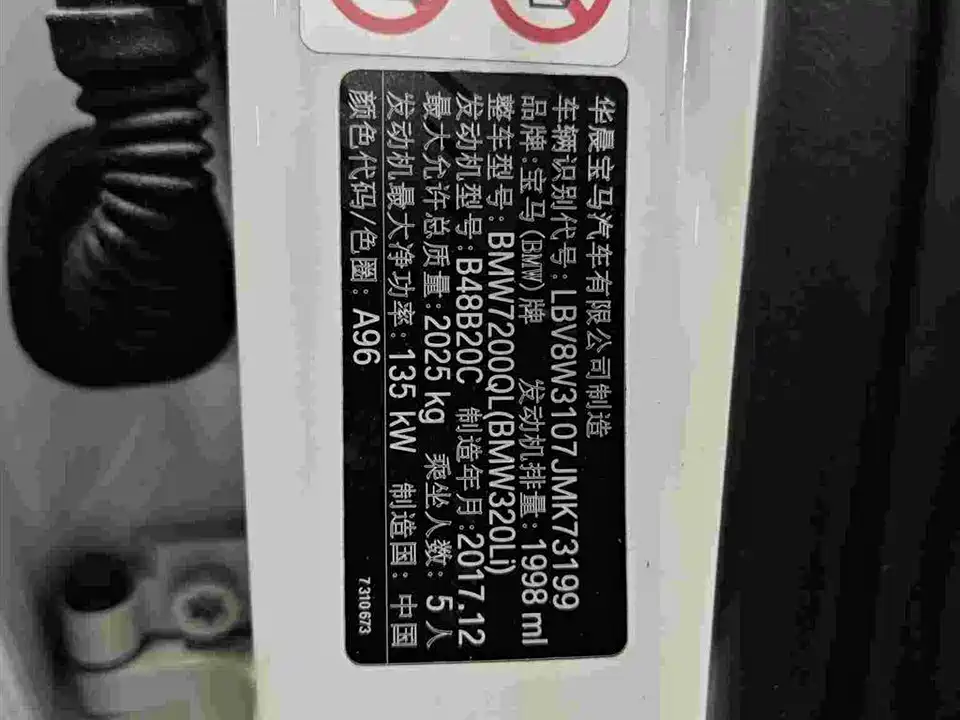 华晨宝马汽车有限公司制造
车辆识别代号: LBV8W3107JMK73199
品牌: 宝马(BMW)牌 发动机排量: 1998 ml
整车型号: BMW7200QL(BMW320Li)
发动机型号: B48B20C 制造年月: 2017.12
最大允许总质量: 2025 kg 乘坐人数: 5 人
发动机最大净功率: 135 kW 制造国: 中国
颜色代码/色圈: A96
7 310 673